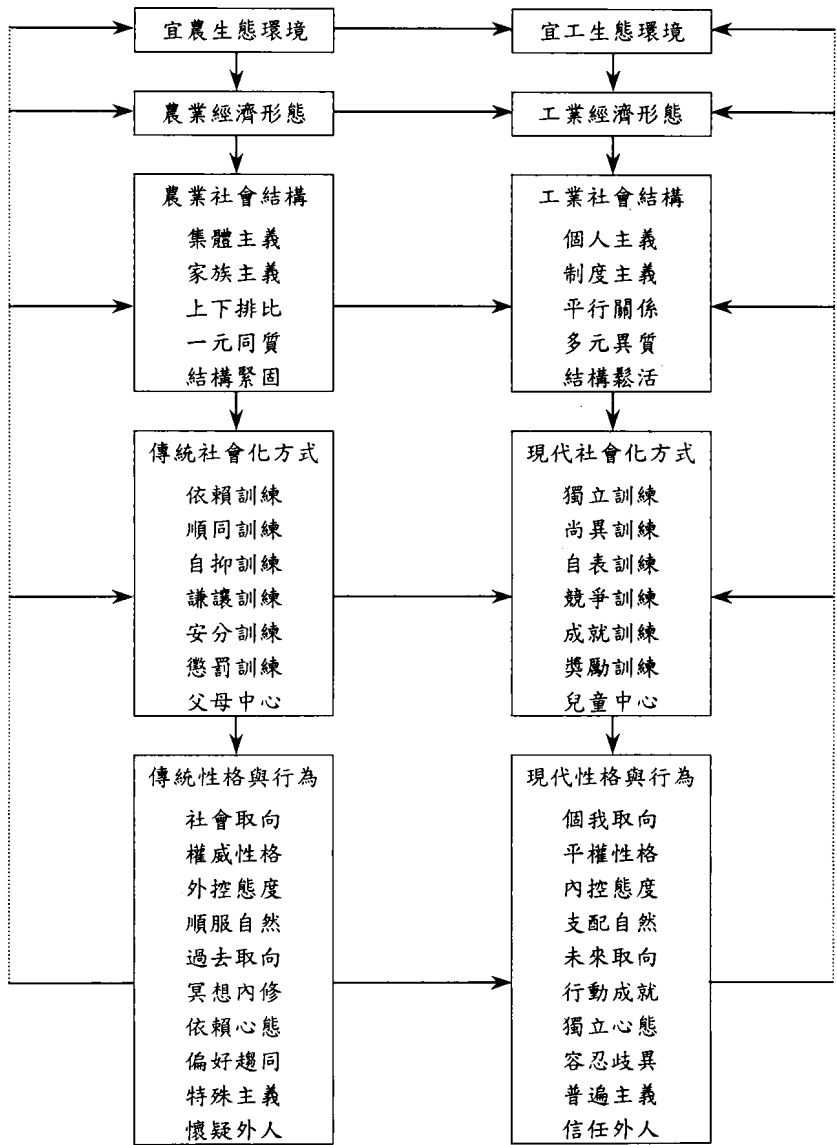 宜農生態環境
農業經濟形態
農業社會結構
集體主義
家族主義
上下排比
一元同質
結構緊固
傳統社會化方式
依賴訓練
順同訓練
自抑訓練
謙讓訓練
安分訓練
懲罰訓練
父母中心
傳統性格與行為
社會取向
權威性格
外控態度
順服自然
過去取向
冥想內修
依賴心態
偏好趨同
特殊主義
懷疑外人
宜工生態環境
工業經濟形態
工業社會結構
個人主義
制度主義
平行關係
多元異質
結構鬆活
現代社會化方式
獨立訓練
尚異訓練
自表訓練
競爭訓練
成就訓練
獎勵訓練
兒童中心
現代性格與行為
個我取向
平權性格
內控態度
支配自然
未來取向
行動成就
獨立心態
容忍歧異
普遍主義
信任外人